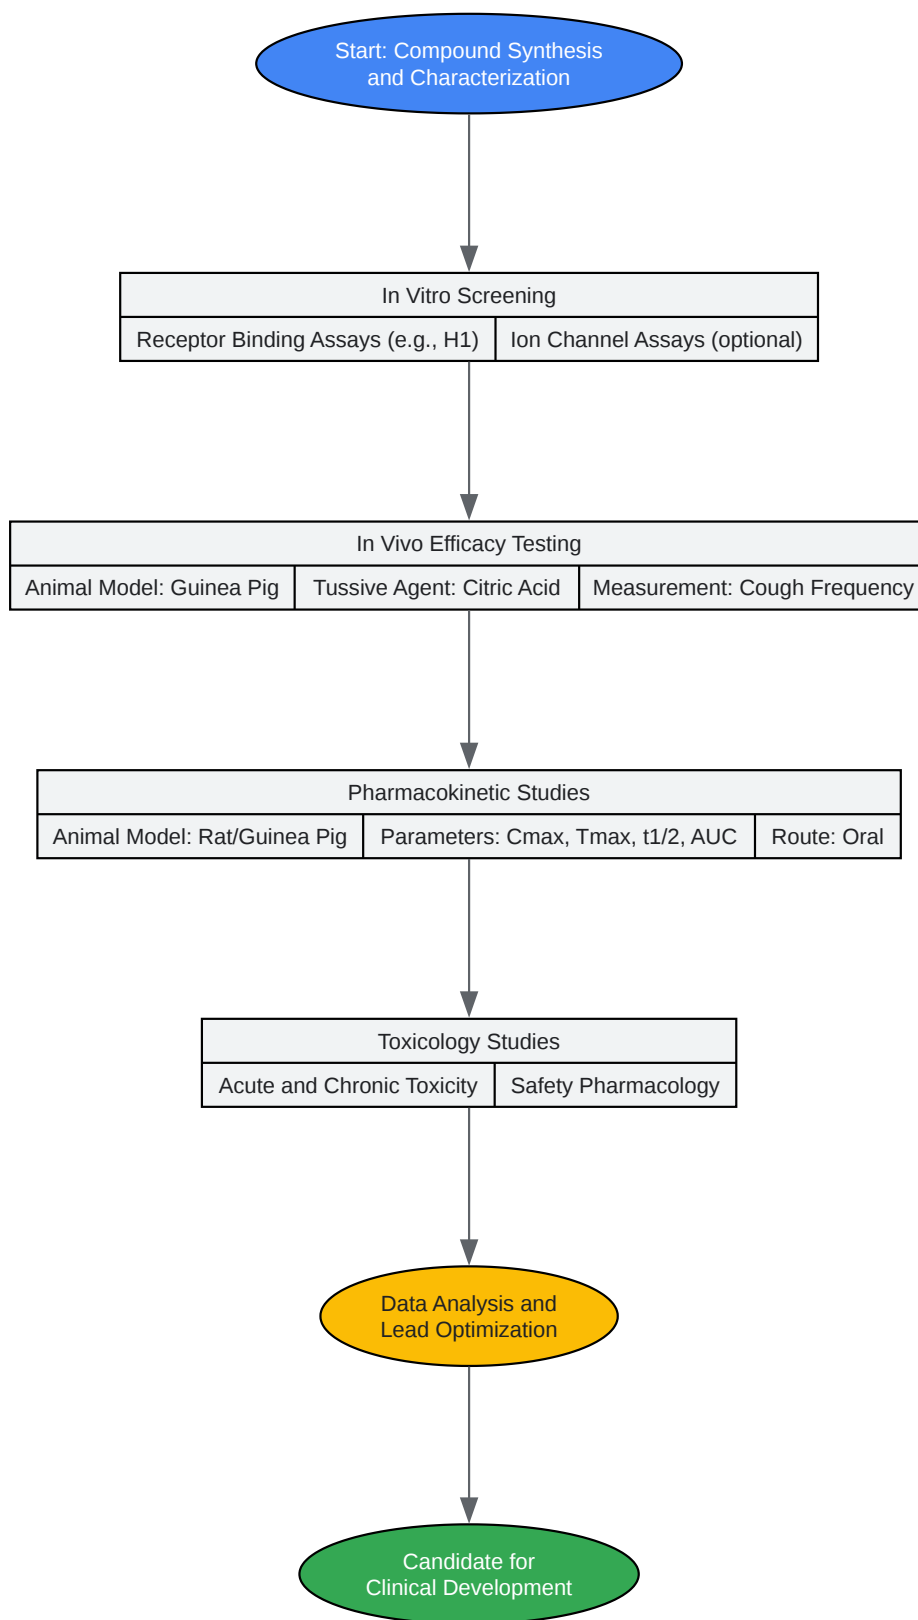 Start: Compound Synthesis
and Characterization
In Vitro Screening
Receptor Binding Assays (e.g., H1)
Ion Channel Assays (optional)
In Vivo Efficacy Testing
Animal Model: Guinea Pig
Tussive Agent: Citric Acid
Measurement: Cough Frequency
Pharmacokinetic Studies
Animal Model: Rat/Guinea Pig
Parameters: Cmax, Tmax, t1/2, AUC
Route: Oral
Toxicology Studies
Acute and Chronic Toxicity
Safety Pharmacology
Data Analysis and
Lead Optimization
Candidate for
Clinical Development